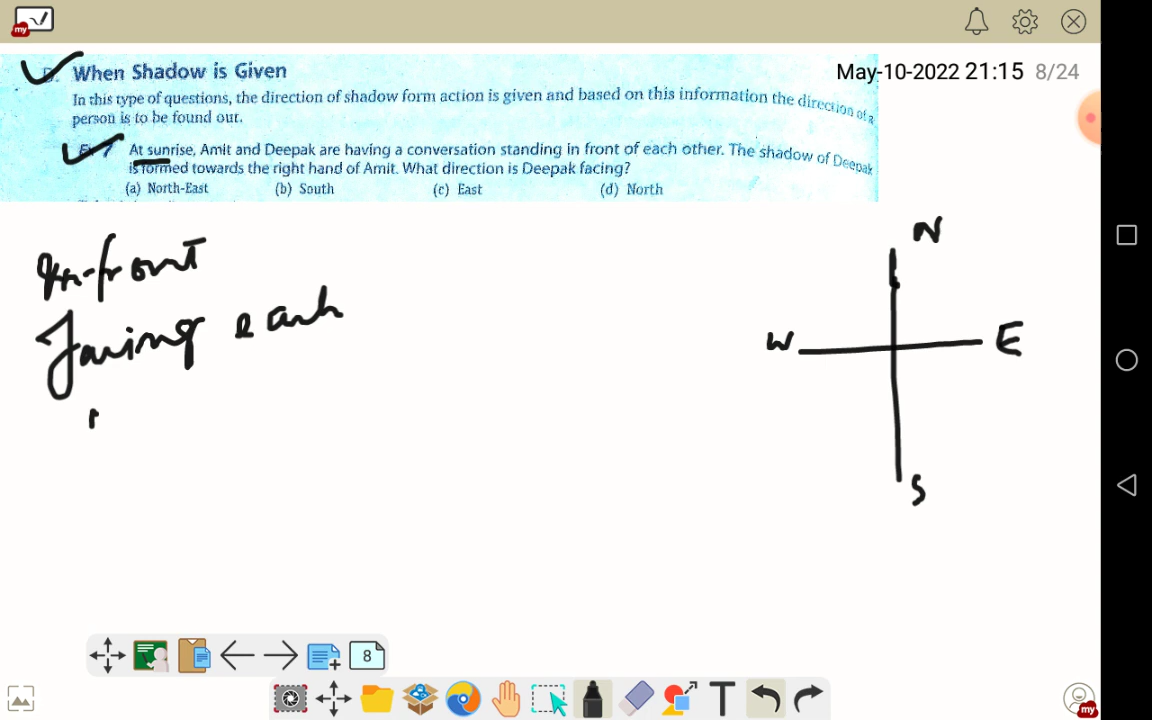 my
May-10-2022 21:15 8/24
When Shadow is Given
In this type of questions, the direction of shadow form action is given and based on this information the direction of a
person is to be found out.
At sunrise, Amit and Deepak are having a conversation standing in front of each other. The shadow of Deepak
is formed towards the right hand of Amit. What direction is Deepak facing?
(a) North-East (b) South (c) East (d) North
In-front
Facing each
N
W E
S
8
T
my